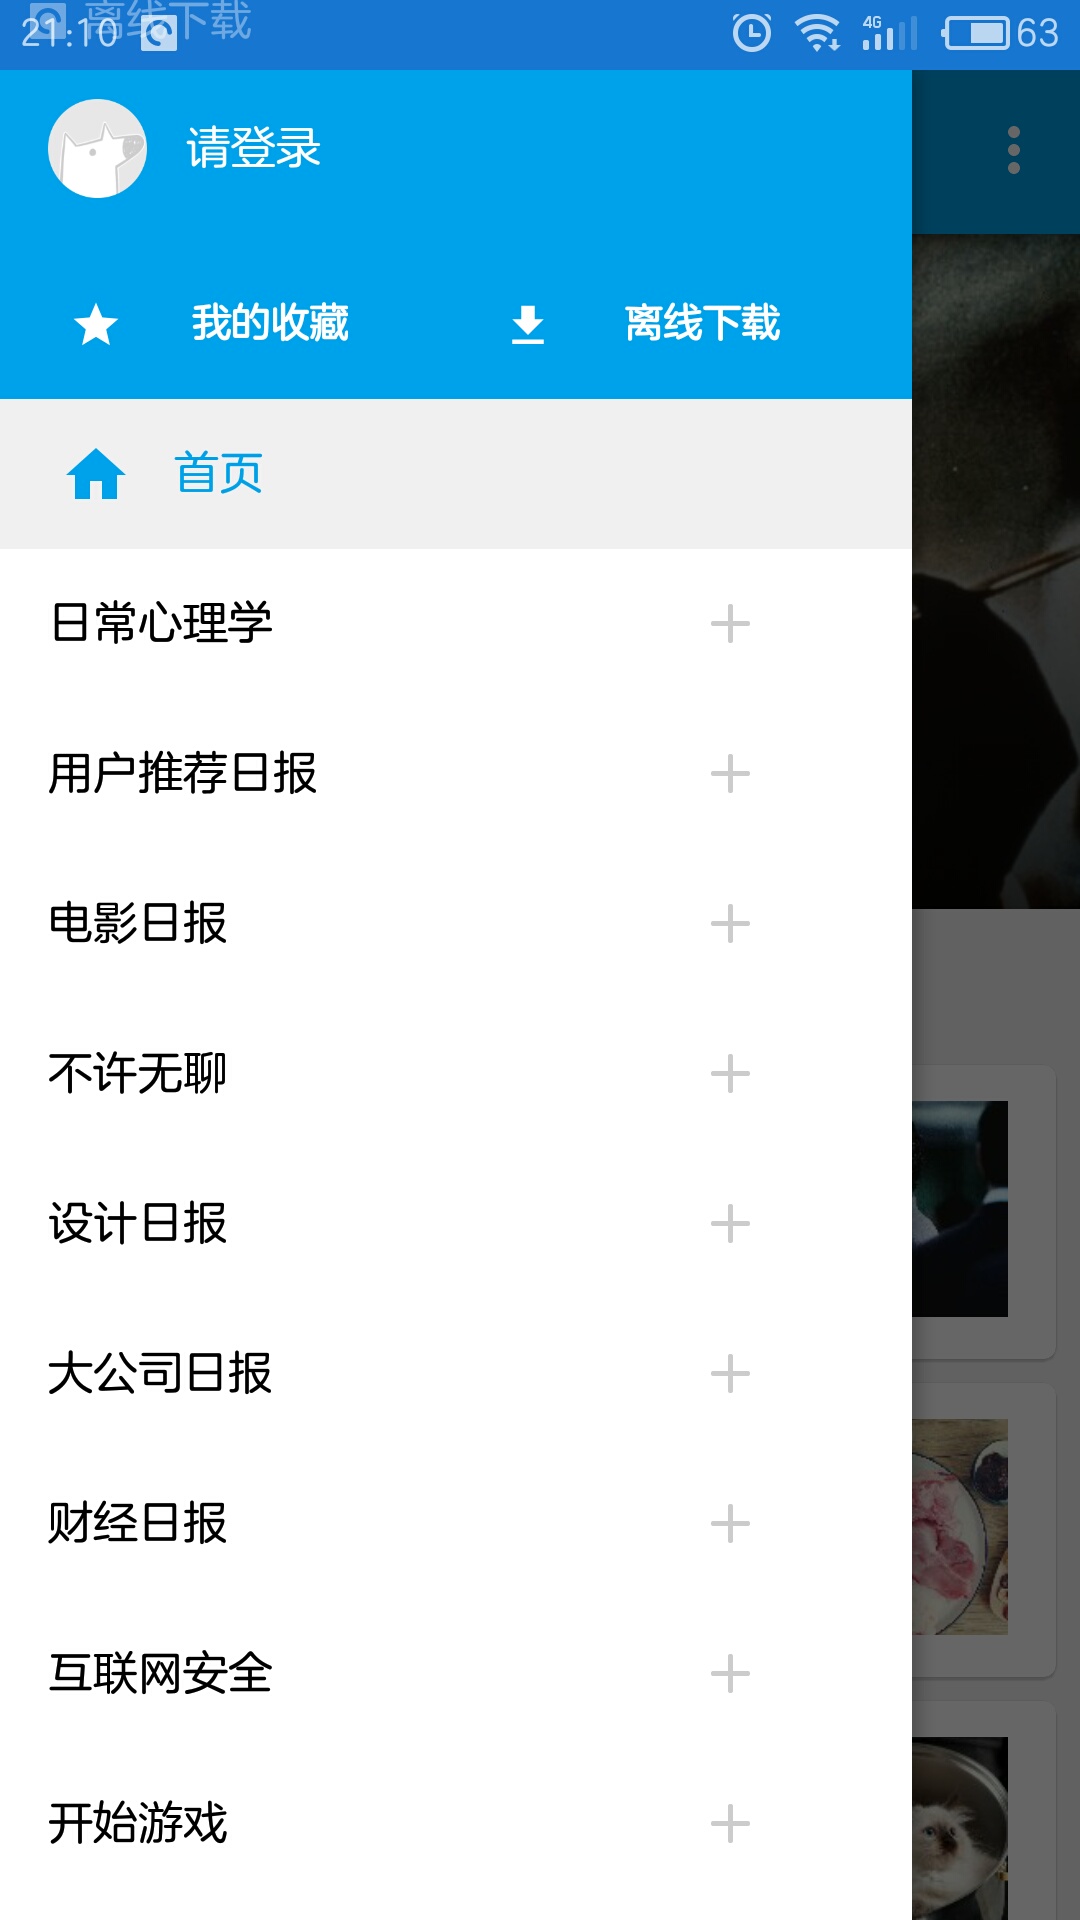 离线下载
21:10
4G
63
请登录
我的收藏
离线下载
首页
日常心理学
用户推荐日报
电影日报
不许无聊
设计日报
大公司日报
财经日报
互联网安全
开始游戏